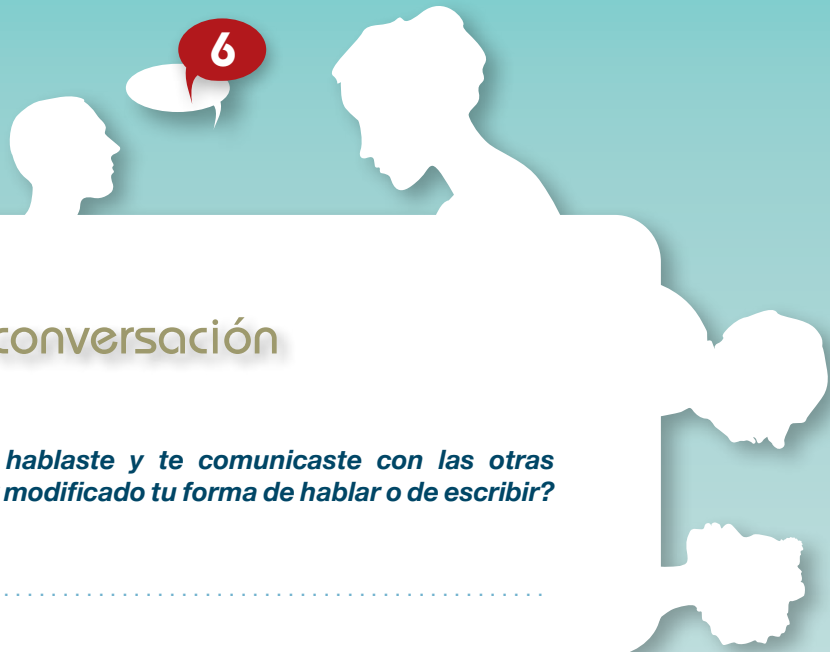 6
conversación
hablaste y te comunicaste con las otras
modificado tu forma de hablar o de escribir?